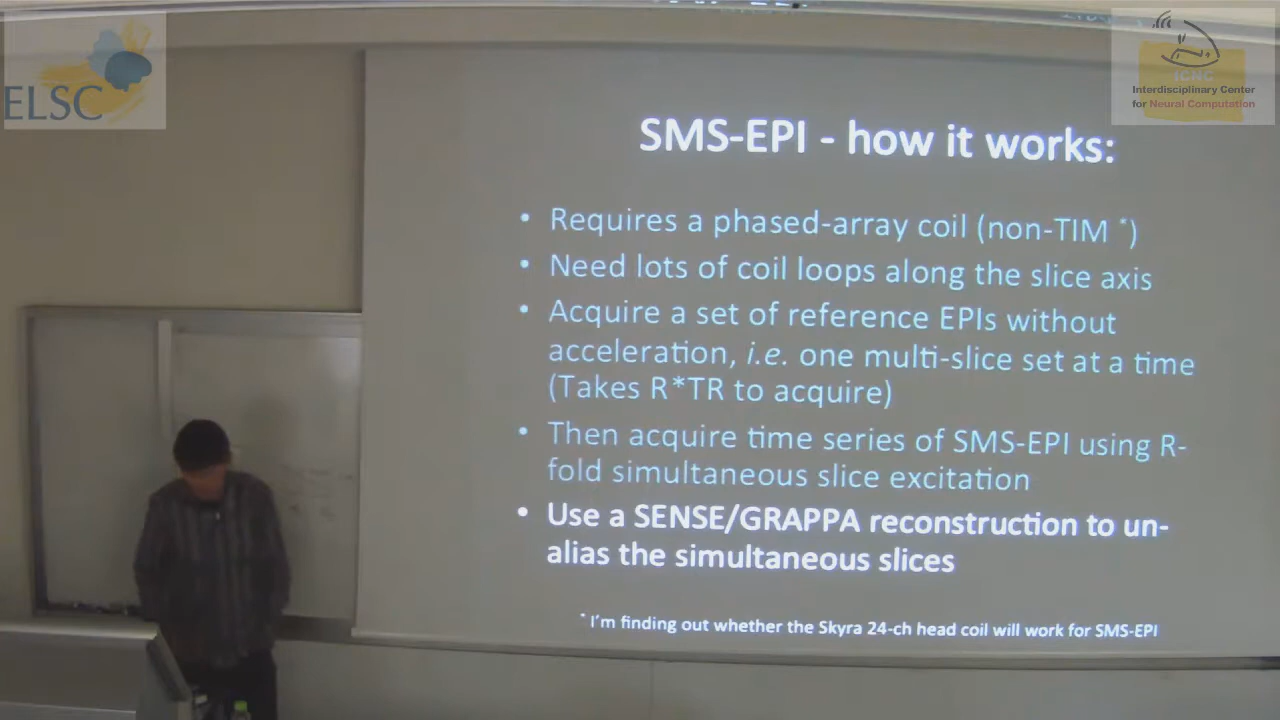 ELSC
ICNC
Interdisciplinary Center
for Neural Computation
SMS-EPI - how it works:
• Requires a phased-array coil (non-TIM *)
• Need lots of coil loops along the slice axis
• Acquire a set of reference EPIs without
acceleration, i.e. one multi-slice set at a time
(Takes R*TR to acquire)
• Then acquire time series of SMS-EPI using R-
fold simultaneous slice excitation
• Use a SENSE/GRAPPA reconstruction to un-
alias the simultaneous slices
* I'm finding out whether the Skyra 24-ch head coil will work for SMS-EPI